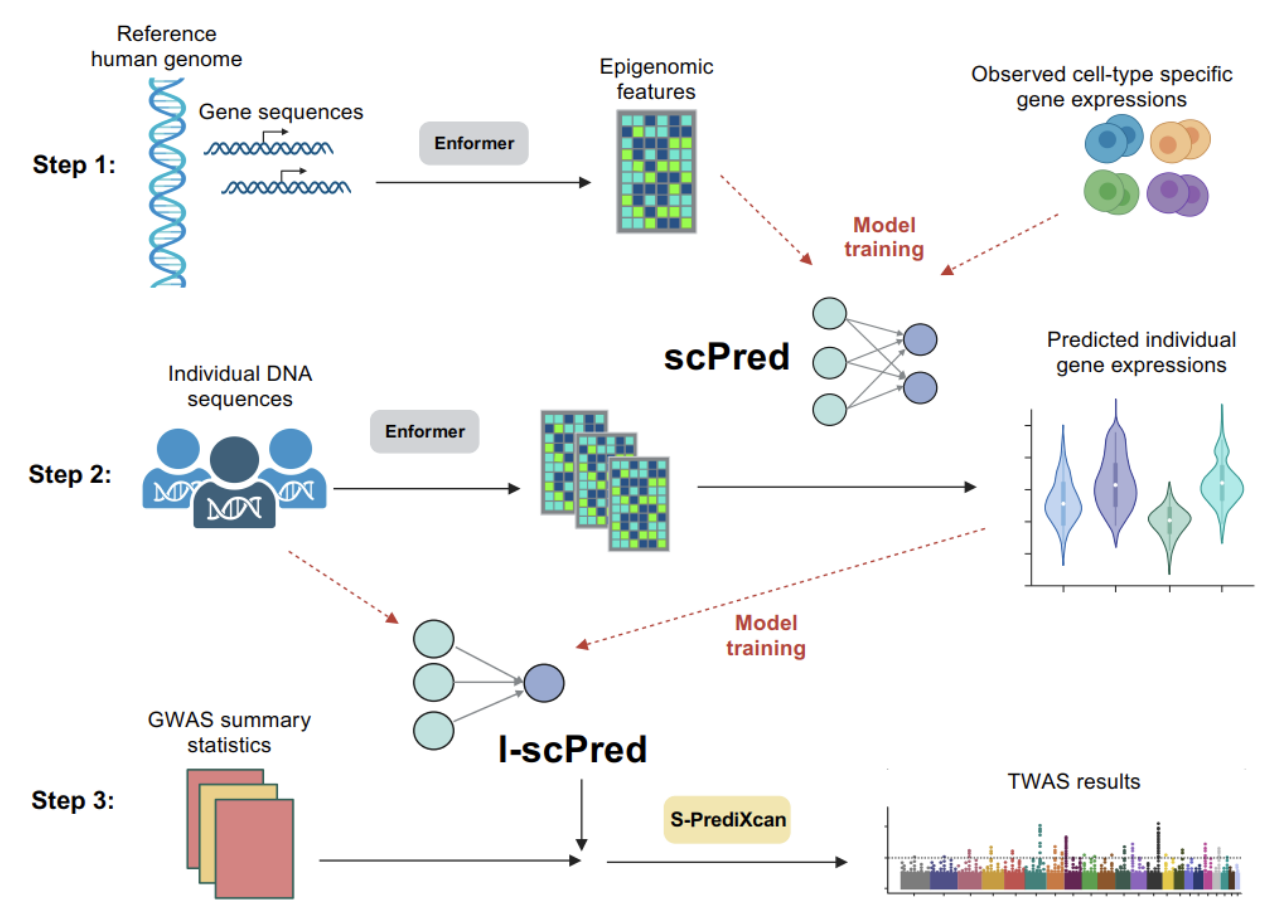 Reference
human genome
Gene sequences
Step 1:
Enformer
Epigenomic
features
Observed cell-type specific
gene expressions
Model
training
scPred
Individual DNA
sequences
Step 2:
Enformer
Predicted individual
gene expressions
Model
training
l-scPred
GWAS summary
statistics
Step 3:
S-PrediXcan
TWAS results